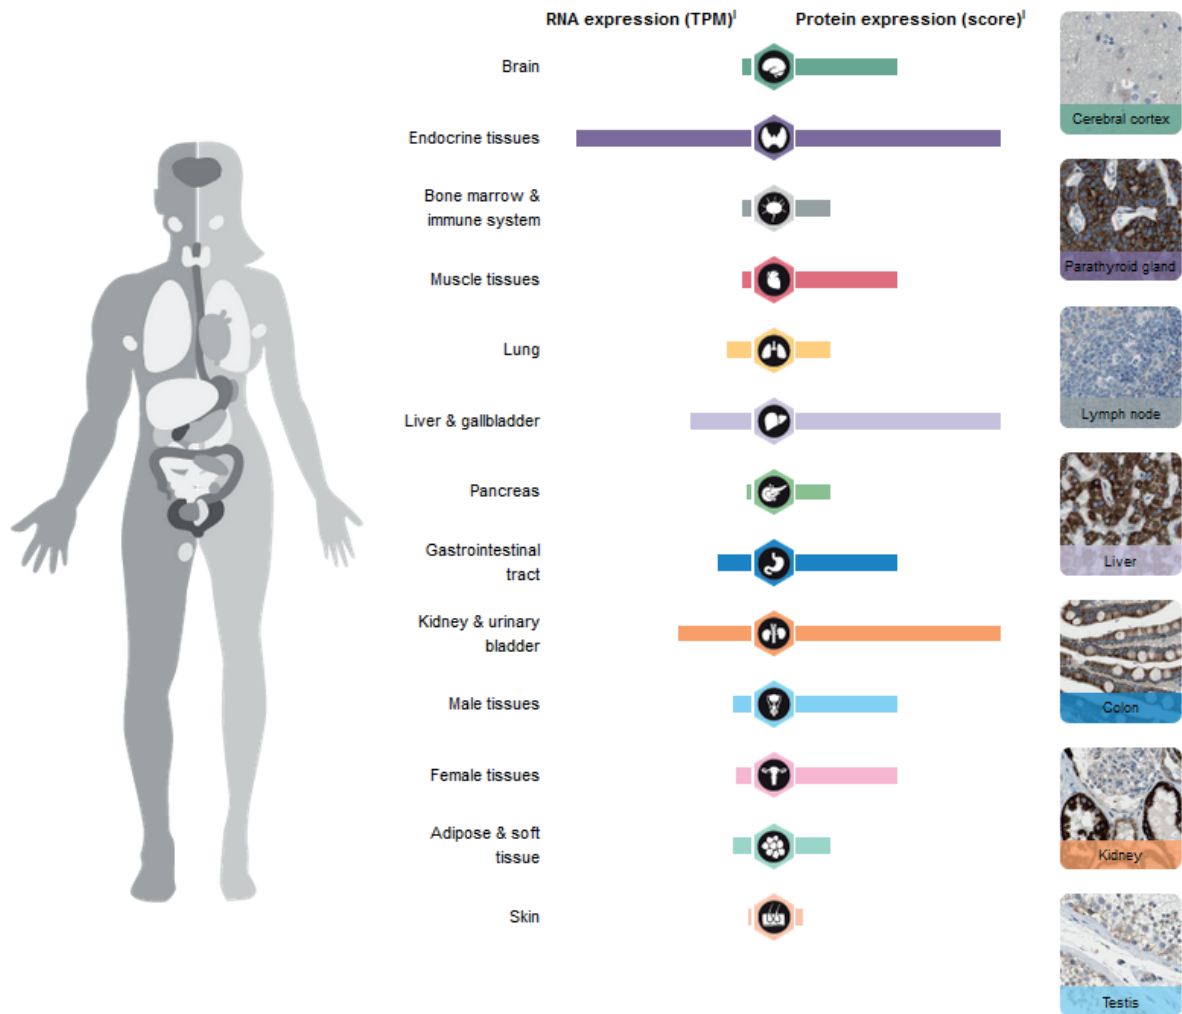 RNA expression (TPM)ⁱ Protein expression (score)ⁱ
Brain
Endocrine tissues
Bone marrow &
immune system
Muscle tissues
Lung
Liver & gallbladder
Pancreas
Gastrointestinal
tract
Kidney & urinary
bladder
Male tissues
Female tissues
Adipose & soft
tissue
Skin
Cerebral cortex
Parathyroid gland
Lymph node
Liver
Colon
Kidney
Testis